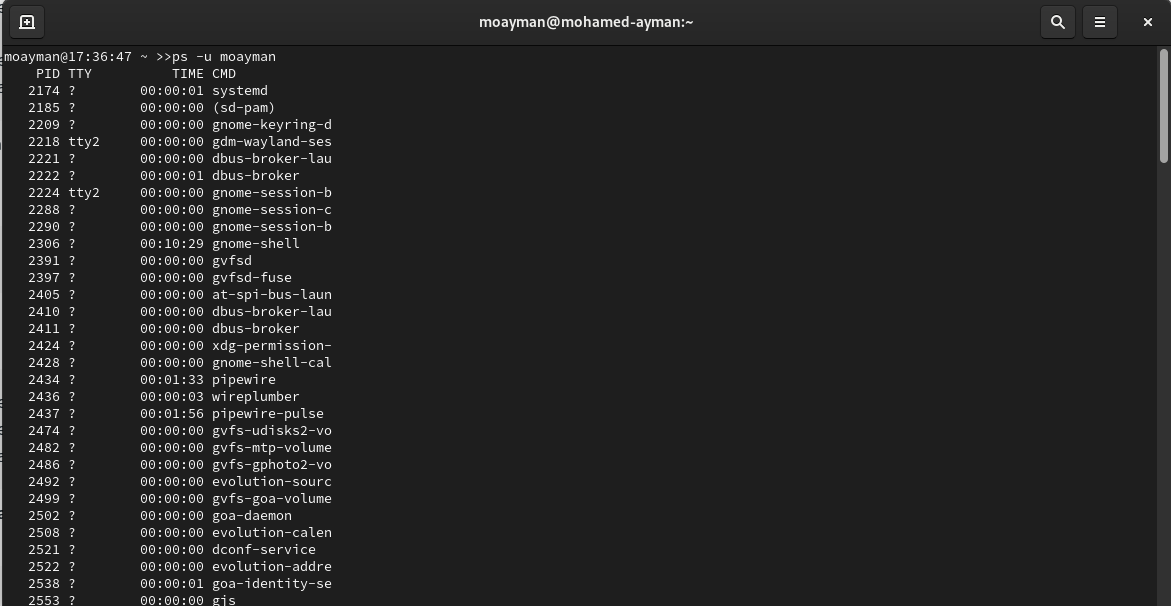 moayman@mohamed-ayman:~
moayman@17:36:47 ~ >>ps -u moayman
    PID TTY          TIME CMD
   2174 ?        00:00:01 systemd
   2185 ?        00:00:00 (sd-pam)
   2209 ?        00:00:00 gnome-keyring-d
   2218 tty2     00:00:00 gdm-wayland-ses
   2221 ?        00:00:00 dbus-broker-lau
   2222 ?        00:00:01 dbus-broker
   2224 tty2     00:00:00 gnome-session-b
   2288 ?        00:00:00 gnome-session-c
   2290 ?        00:00:00 gnome-session-b
   2306 ?        00:10:29 gnome-shell
   2391 ?        00:00:00 gvfsd
   2397 ?        00:00:00 gvfsd-fuse
   2405 ?        00:00:00 at-spi-bus-laun
   2410 ?        00:00:00 dbus-broker-lau
   2411 ?        00:00:00 dbus-broker
   2424 ?        00:00:00 xdg-permission-
   2428 ?        00:00:00 gnome-shell-cal
   2434 ?        00:01:33 pipewire
   2436 ?        00:00:03 wireplumber
   2437 ?        00:01:56 pipewire-pulse
   2474 ?        00:00:00 gvfs-udisks2-vo
   2482 ?        00:00:00 gvfs-mtp-volume
   2486 ?        00:00:00 gvfs-gphoto2-vo
   2492 ?        00:00:00 evolution-sourc
   2499 ?        00:00:00 gvfs-goa-volume
   2502 ?        00:00:00 goa-daemon
   2508 ?        00:00:00 evolution-calen
   2521 ?        00:00:00 dconf-service
   2522 ?        00:00:00 evolution-addre
   2538 ?        00:00:01 goa-identity-se
   2553 ?        00:00:00 gjs